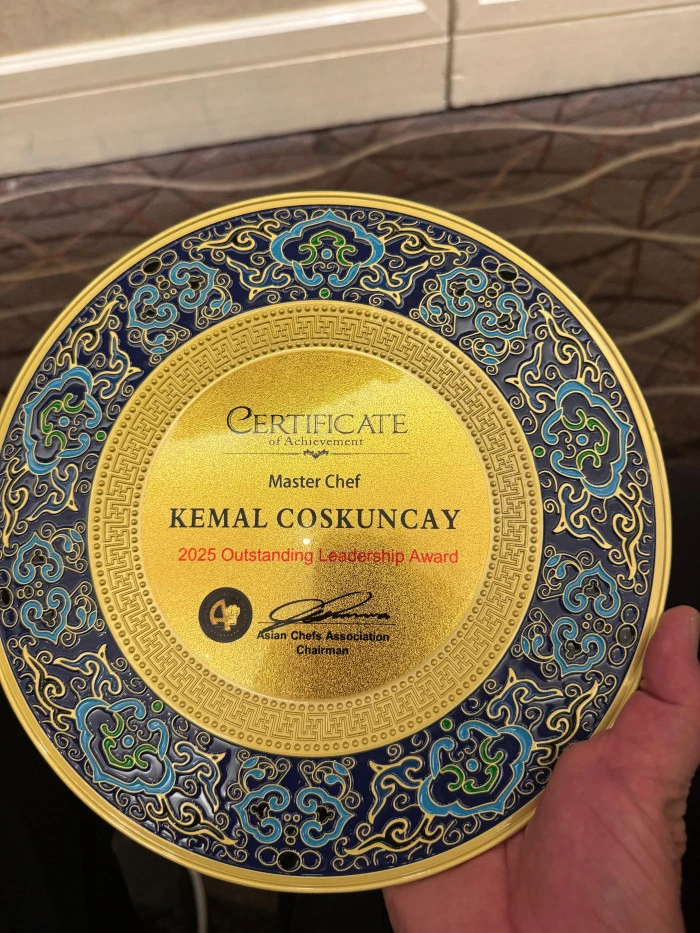 CERTIFICATE
of Achievement
Master Chef
KEMAL COSKUNCAY
2025 Outstanding Leadership Award
Asian Chefs Association
Chairman